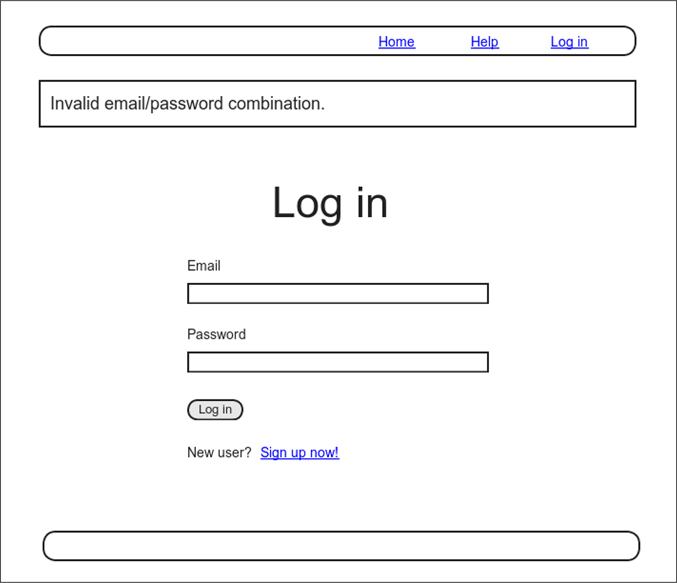 Home Help Log in
Invalid email/password combination.
Log in
Email
Password
Log in
New user? Sign up now!